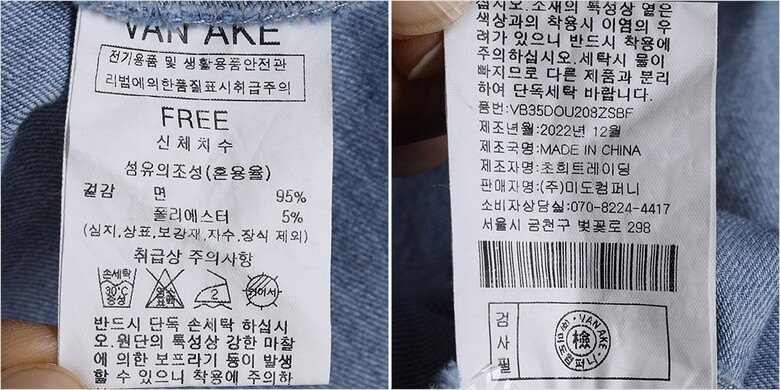 VAN AKE
전기용품 및 생활용품안전관
리법에의한품질표시취급주의
FREE
신체치수
섬유의조성(혼용율)
겉감 면 95%
폴리에스터 5%
(심지,상표,보강재,자수,장식 제외)
취급상 주의사항
손세탁
30℃
중성
염소
표백
2
드라이
반드시 단독 손세탁 하십시
오.원단의 특성상 강한 마찰
에 의한 보프라기 등이 발생
할 수 있으니 착용에 주의하
십시오.소재의 특성상 옅은
색상과의 착용시 이염의 우
려가 있으니 반드시 착용에
주의하십시오.세탁시 물이
빠지므로 다른 제품과 분리
하여 단독세탁 바랍니다.
품번:VB35DOU208ZSBF
제조년월:2022년 12월
제조국명:MADE IN CHINA
제조자명:초희트레이딩
판매자명:(주)미도컴퍼니
소비자상담실:070-8224-4417
서울시 금천구 벚꽃로 298
검사필
VAN AKE
檢
㈜미도컴퍼니